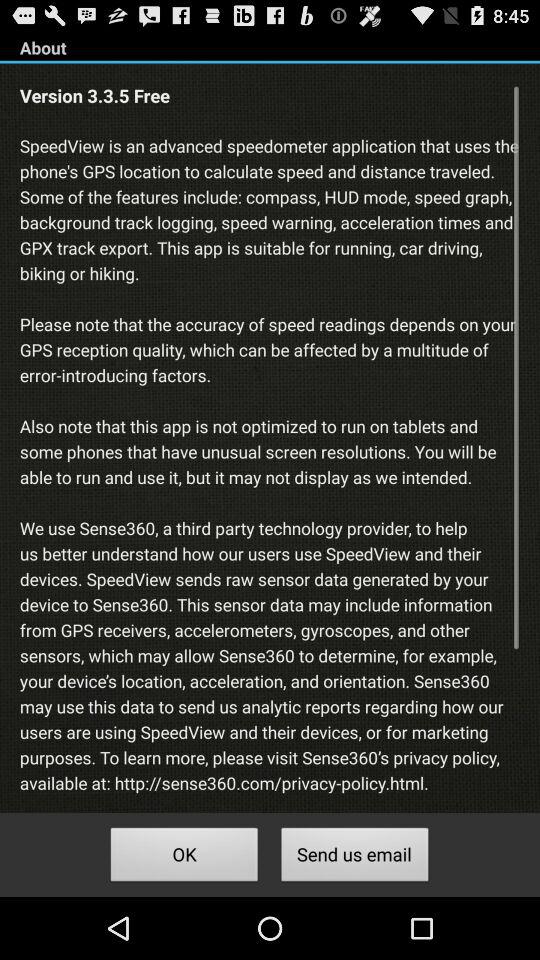 8:45
About
Version 3.3.5 Free
SpeedView is an advanced speedometer application that uses the
phone's GPS location to calculate speed and distance traveled.
Some of the features include: compass, HUD mode, speed graph,
background track logging, speed warning, acceleration times and
GPX track export. This app is suitable for running, car driving,
biking or hiking.
Please note that the accuracy of speed readings depends on your
GPS reception quality, which can be affected by a multitude of
error-introducing factors.
Also note that this app is not optimized to run on tablets and
some phones that have unusual screen resolutions. You will be
able to run and use it, but it may not display as we intended.
We use Sense360, a third party technology provider, to help
us better understand how our users use SpeedView and their
devices. SpeedView sends raw sensor data generated by your
device to Sense360. This sensor data may include information
from GPS receivers, accelerometers, gyroscopes, and other
sensors, which may allow Sense360 to determine, for example,
your device’s location, acceleration, and orientation. Sense360
may use this data to send us analytic reports regarding how our
users are using SpeedView and their devices, or for marketing
purposes. To learn more, please visit Sense360’s privacy policy,
available at: http://sense360.com/privacy-policy.html.
OK Send us email